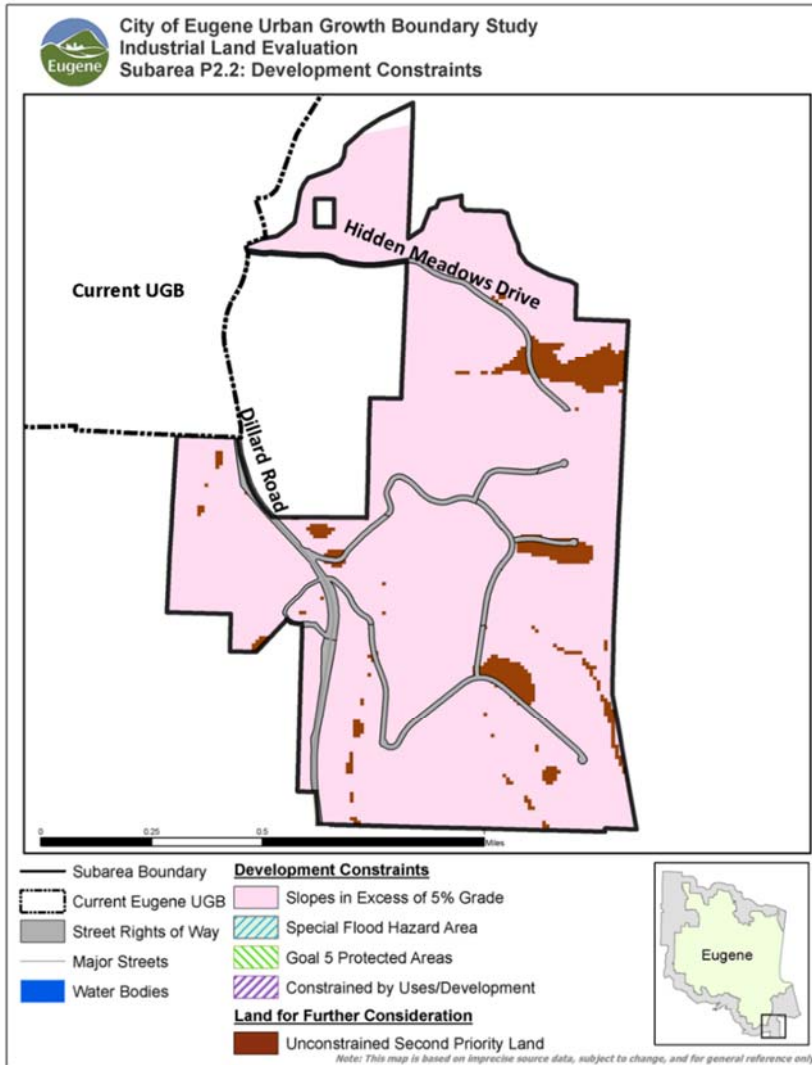 City of Eugene Urban Growth Boundary Study
Industrial Land Evaluation
Subarea P2.2: Development Constraints
Eugene
Hidden Meadows Drive
Current UGB
Dillard Road
0
0.25
0.5
1
Miles
Subarea Boundary
Current Eugene UGB
Street Rights of Way
Major Streets
Water Bodies
Development Constraints
Slopes in Excess of 5% Grade
Special Flood Hazard Area
Goal 5 Protected Areas
Constrained by Uses/Development
Land for Further Consideration
Unconstrained Second Priority Land
Eugene
Note: This map is based on imprecise source data, subject to change, and for general reference only